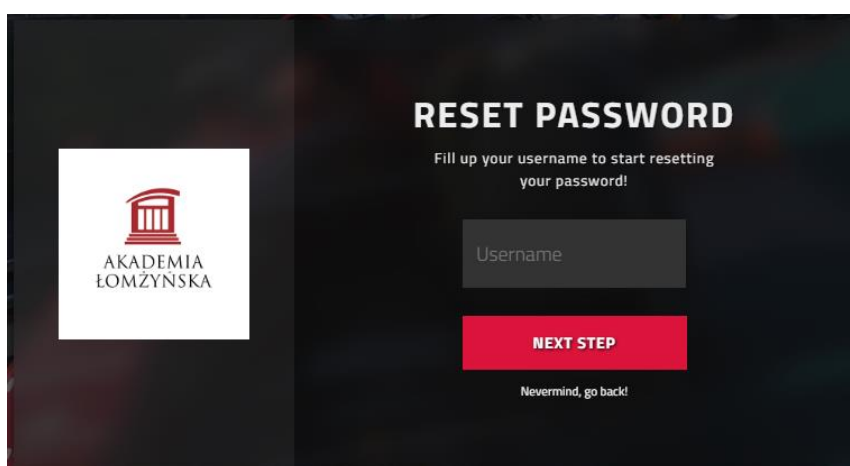 AKADEMIA
ŁOMŻYŃSKA
RESET PASSWORD
Fill up your username to start resetting
your password!
Username
NEXT STEP
Nevermind, go back!